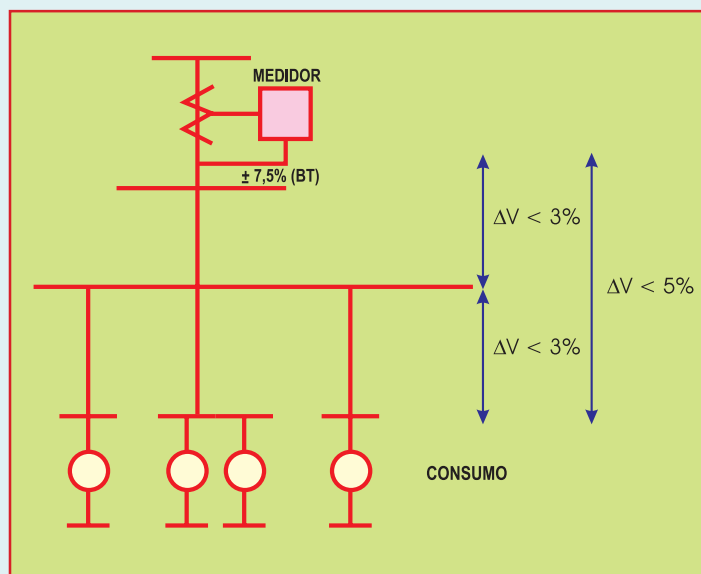 MEDIDOR
± 7,5% (BT)
ΔV < 3%
ΔV < 5%
ΔV < 3%
CONSUMO